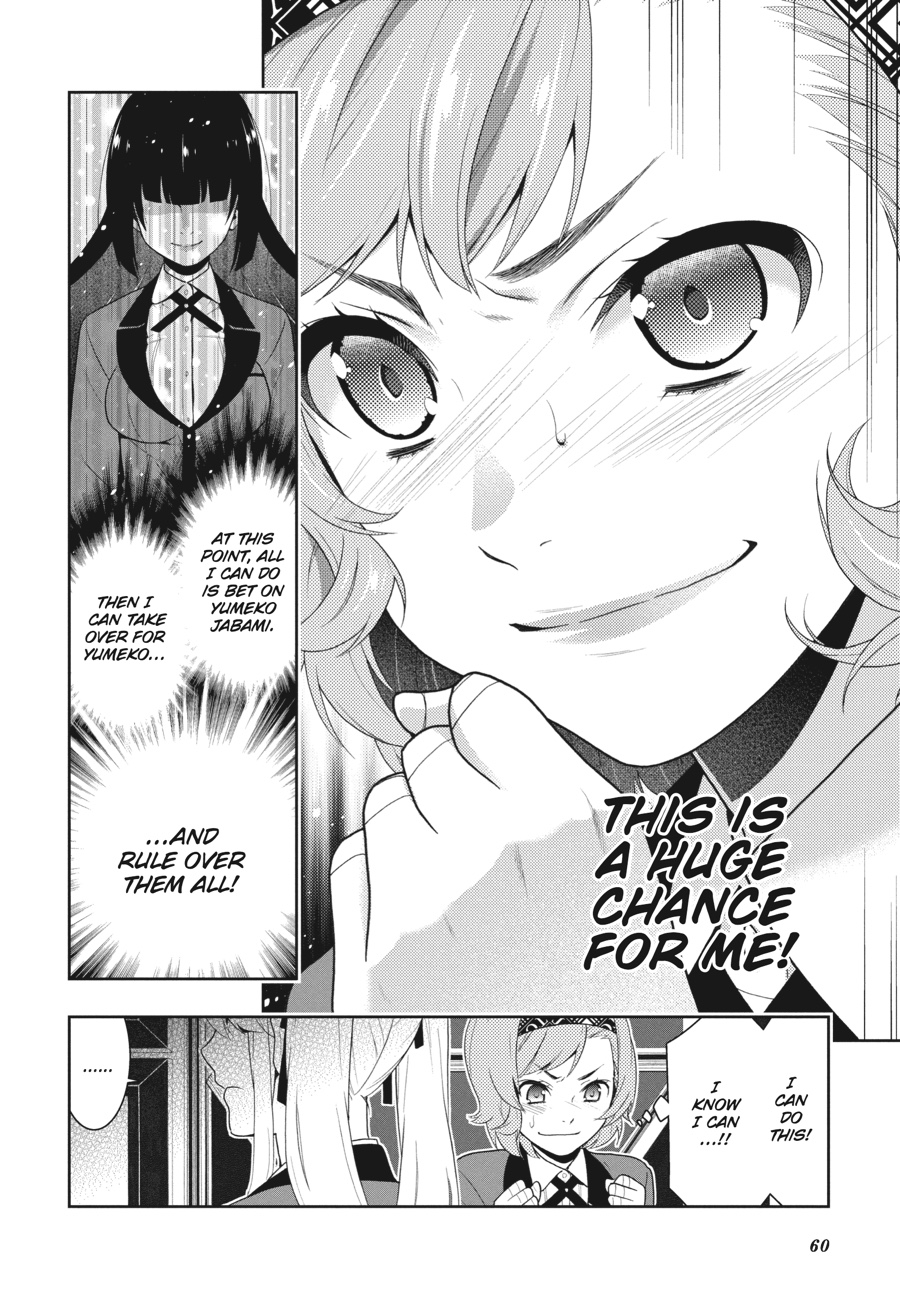 THIS IS
A HUGE
CHANCE
FOR ME!
AT THIS
POINT, ALL
I CAN DO
IS BET ON
YUMEKO
JABAMI.
THEN I
CAN TAKE
OVER FOR
YUMEKO...
...AND
RULE OVER
THEM ALL!
I
CAN
DO
THIS!
I
KNOW
I CAN
...!!
......
60